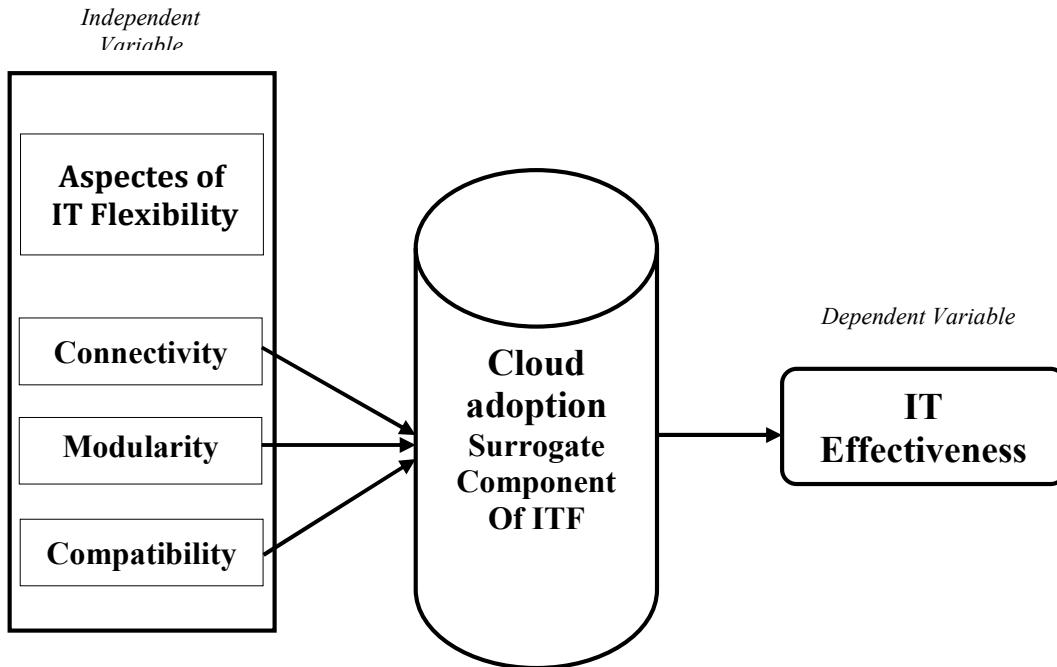 Independent
Variable
Aspectes of
IT Flexibility
Connectivity
Modularity
Compatibility
Cloud
adoption
Surrogate
Component
Of ITF
Dependent Variable
IT
Effectiveness